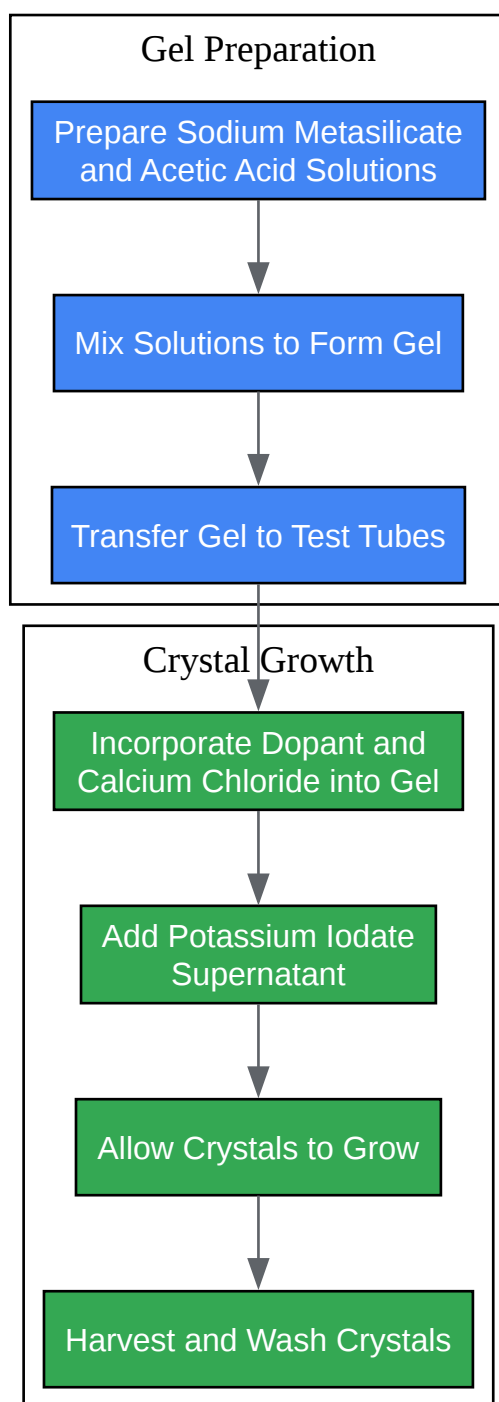 Gel Preparation
Prepare Sodium Metasilicate
and Acetic Acid Solutions
Mix Solutions to Form Gel
Transfer Gel to Test Tubes
Crystal Growth
Incorporate Dopant and
Calcium Chloride into Gel
Add Potassium Iodate
Supernatant
Allow Crystals to Grow
Harvest and Wash Crystals